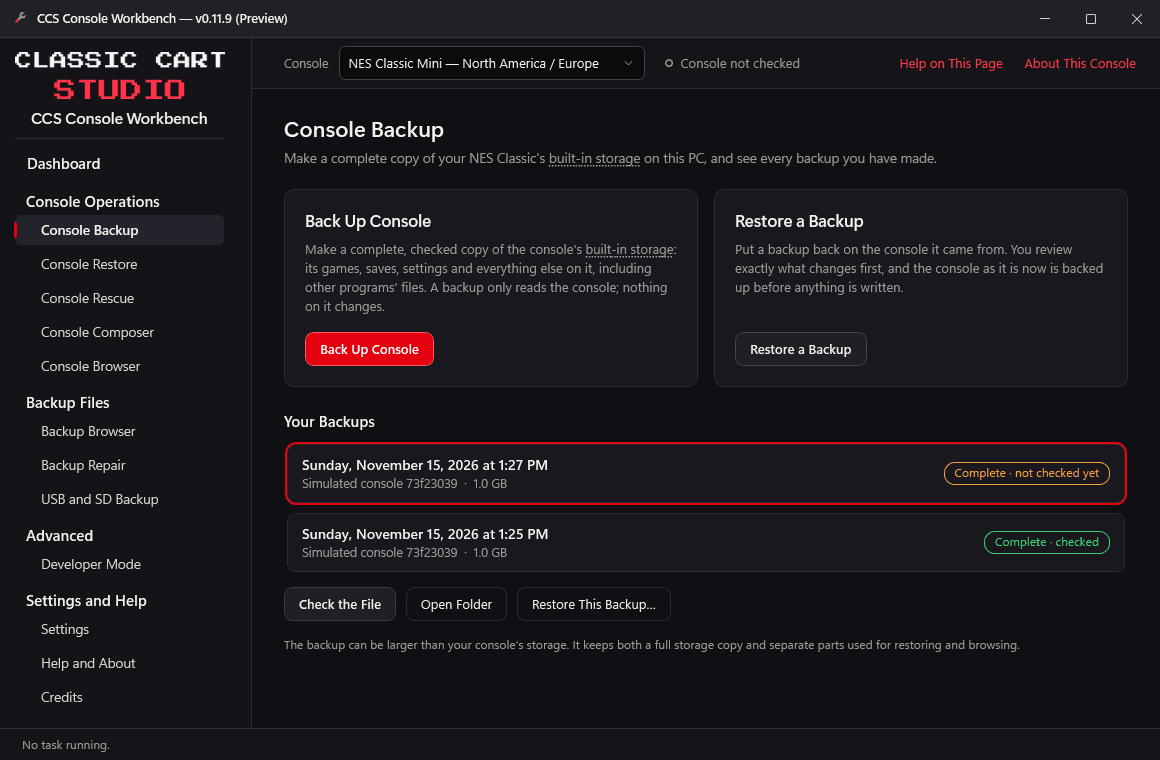 CCS Console Workbench — v0.11.9 (Preview)
CLASSIC CART
STUDIO
CCS Console Workbench
Dashboard
Console Operations
Console Backup
Console Restore
Console Rescue
Console Composer
Console Browser
Backup Files
Backup Browser
Backup Repair
USB and SD Backup
Advanced
Developer Mode
Settings and Help
Settings
Help and About
Credits
Console
NES Classic Mini — North America / Europe
Console not checked
Help on This Page
About This Console
Console Backup
Make a complete copy of your NES Classic's built-in storage on this PC, and see every backup you have made.
Back Up Console
Make a complete, checked copy of the console's built-in storage:
its games, saves, settings and everything else on it, including
other programs' files. A backup only reads the console; nothing
on it changes.
Back Up Console
Restore a Backup
Put a backup back on the console it came from. You review
exactly what changes first, and the console as it is now is backed
up before anything is written.
Restore a Backup
Your Backups
Sunday, November 15, 2026 at 1:27 PM
Simulated console 73f23039 · 1.0 GB
Complete · not checked yet
Sunday, November 15, 2026 at 1:25 PM
Simulated console 73f23039 · 1.0 GB
Complete · checked
Check the File
Open Folder
Restore This Backup...
The backup can be larger than your console's storage. It keeps both a full storage copy and separate parts used for restoring and browsing.
No task running.